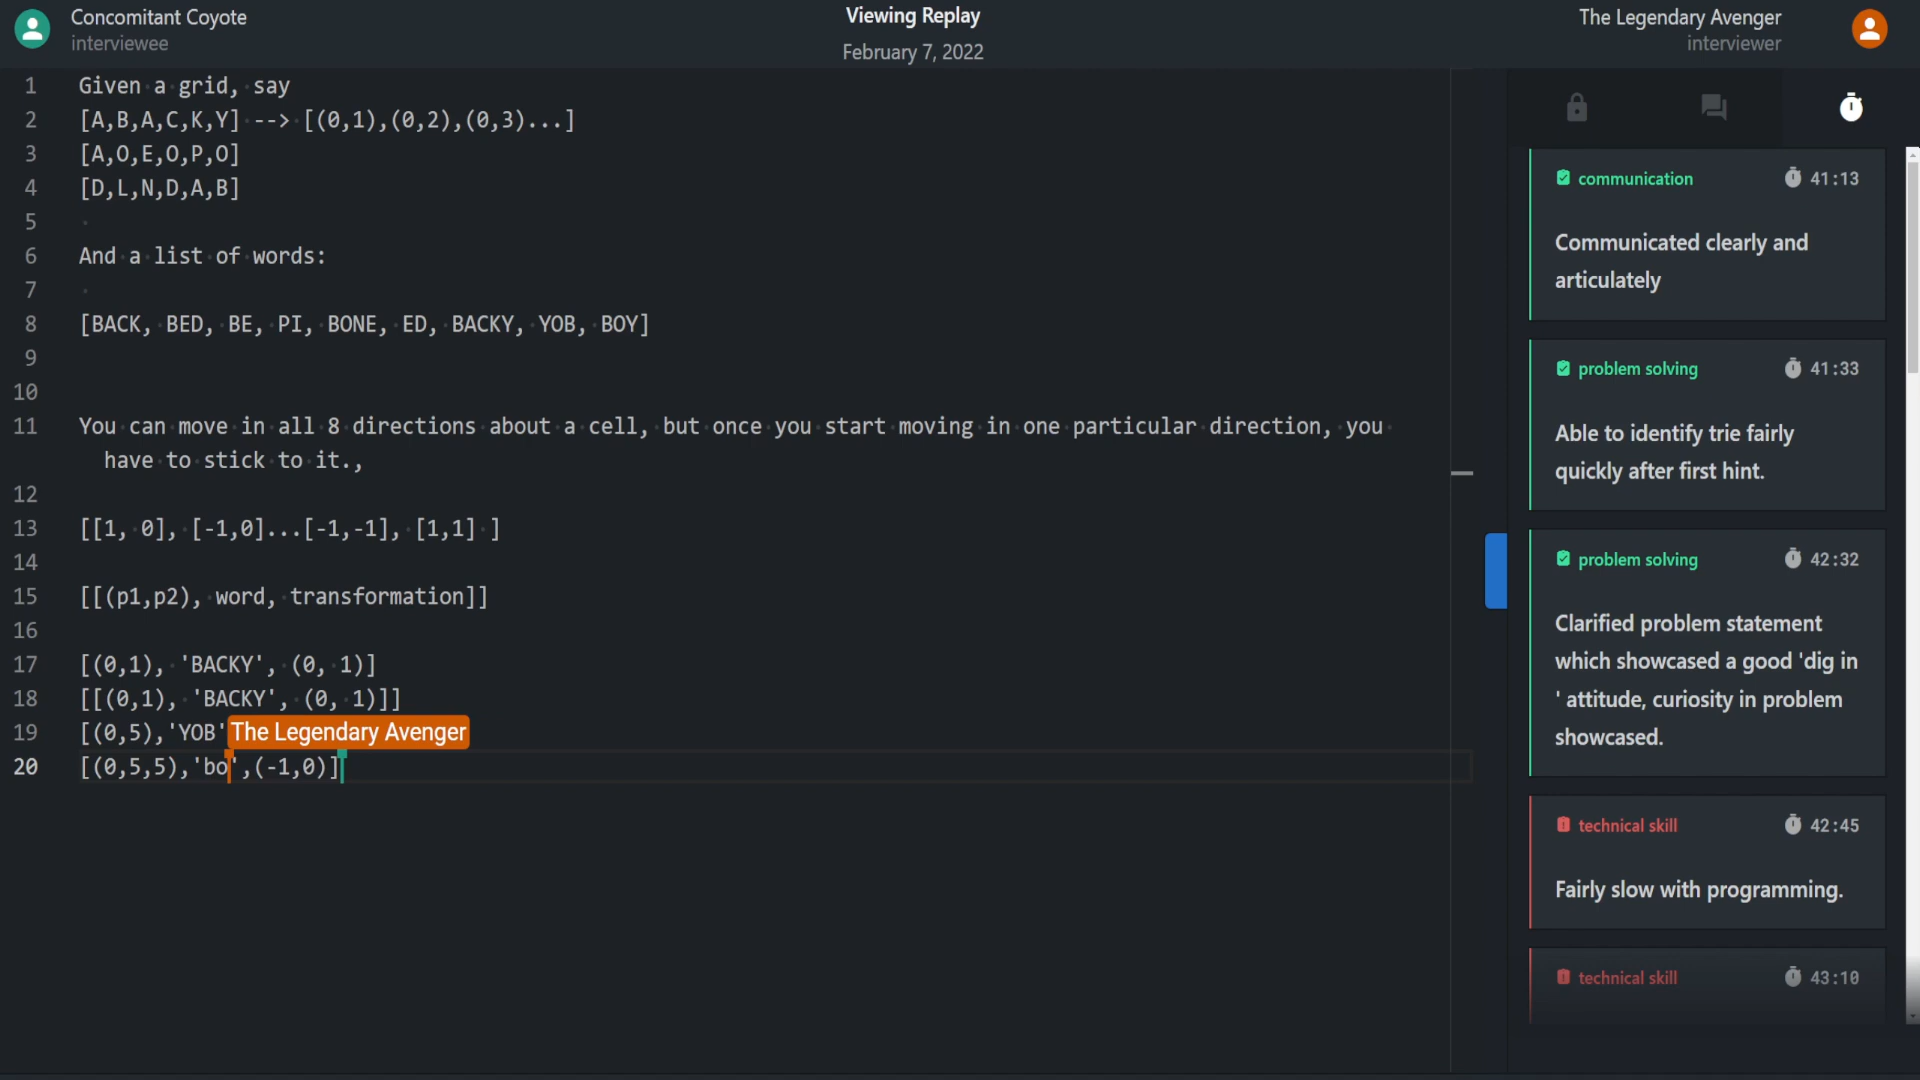 Concomitant Coyote
interviewee
Viewing Replay
February 7, 2022
The Legendary Avenger
interviewer
1 Given a grid, say
2 [A,B,A,C,K,Y] --> [(0,1),(0,2),(0,3)...]
3 [A,O,E,O,P,O]
4 [D,L,N,D,A,B]
5
6 And a list of words:
7
8 [BACK, BED, BE, PI, BONE, ED, BACKY, YOB, BOY]
9
10
11 You can move in all 8 directions about a cell, but once you start moving in one particular direction, you
have to stick to it.,
12
13 [[1, 0], [-1,0]...[-1,-1], [1,1] ]
14
15 [[(p1,p2), word, transformation]]
16
17 [(0,1), 'BACKY', (0, 1)]
18 [[(0,1), 'BACKY', (0, 1)]]
19 [(0,5),'YOB' The Legendary Avenger
20 [(0,5,5),'bo',(-1,0)]
communication 41:13
Communicated clearly and
articulately
problem solving 41:33
Able to identify trie fairly
quickly after first hint.
problem solving 42:32
Clarified problem statement
which showcased a good 'dig in
' attitude, curiosity in problem
showcased.
technical skill 42:45
Fairly slow with programming.
technical skill 43:10